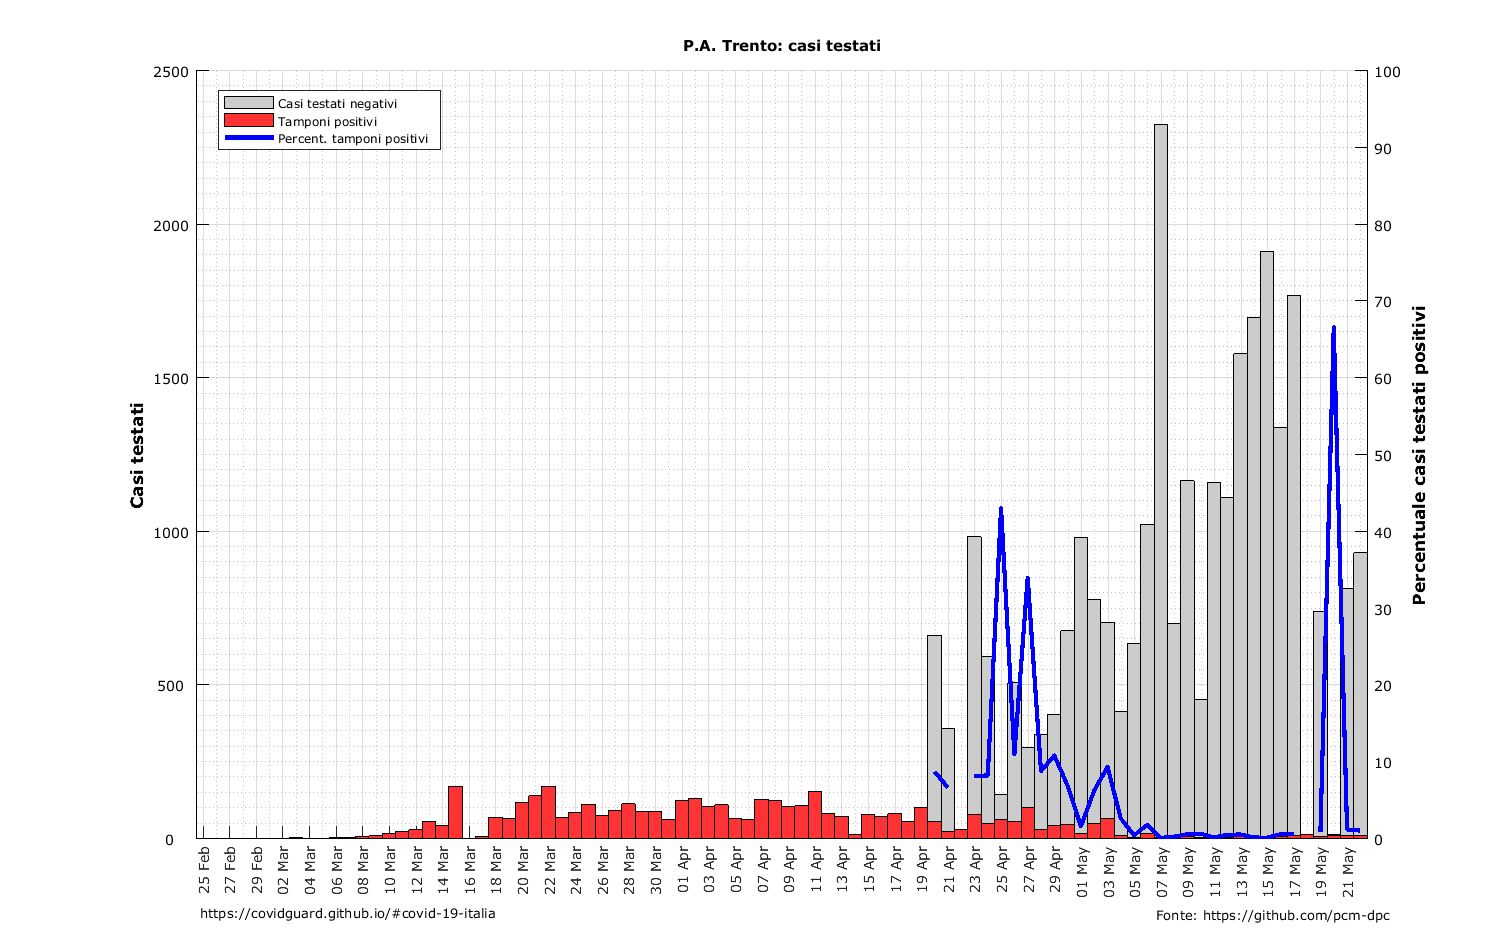 P.A. Trento: casi testati
Casi testati negativi
Tamponi positivi
Percent. tamponi positivi
Casi testati
2500
2000
1500
1000
500
0
Percentuale casi testati positivi
100
90
80
70
60
50
40
30
20
10
0
25 Feb
27 Feb
29 Feb
02 Mar
04 Mar
06 Mar
08 Mar
10 Mar
12 Mar
14 Mar
16 Mar
18 Mar
20 Mar
22 Mar
24 Mar
26 Mar
28 Mar
30 Mar
01 Apr
03 Apr
05 Apr
07 Apr
09 Apr
11 Apr
13 Apr
15 Apr
17 Apr
19 Apr
21 Apr
23 Apr
25 Apr
27 Apr
29 Apr
01 May
03 May
05 May
07 May
09 May
11 May
13 May
15 May
17 May
19 May
21 May
https://covidguard.github.io/#covid-19-italia
Fonte: https://github.com/pcm-dpc